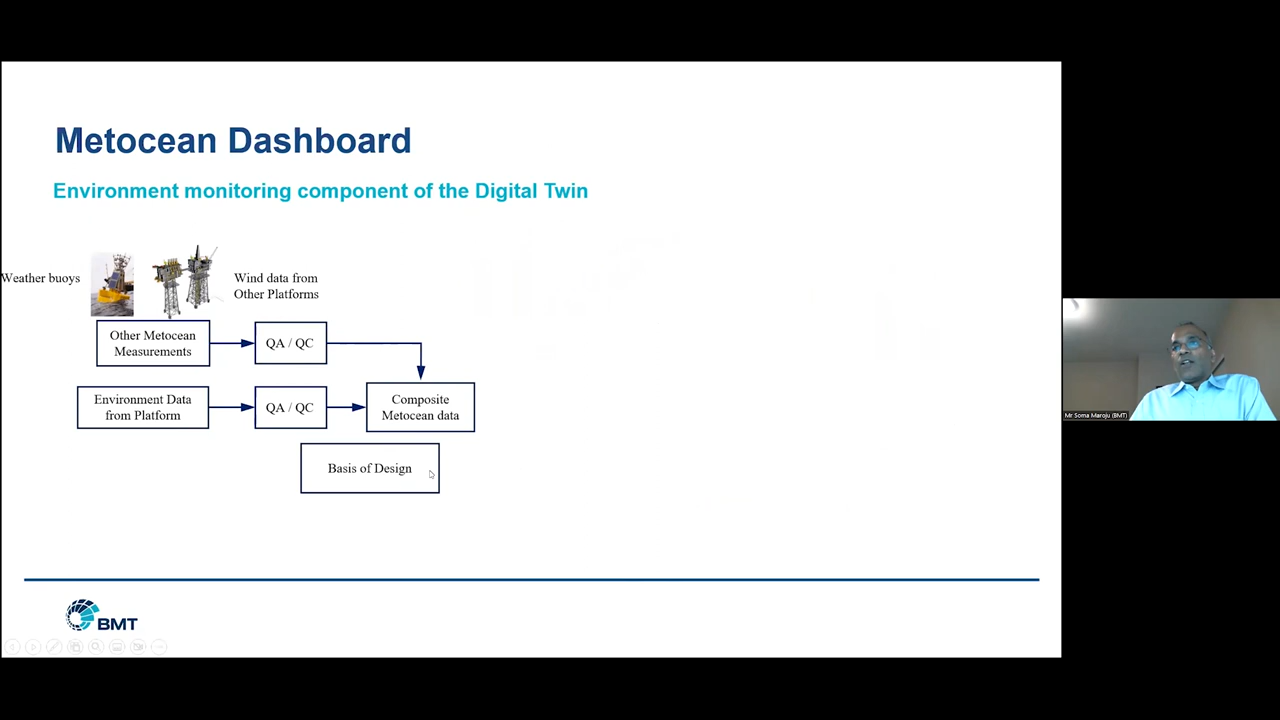 Metocean Dashboard
Environment monitoring component of the Digital Twin
Weather buoys
Wind data from
Other Platforms
Other Metocean
Measurements
QA / QC
Environment Data
from Platform
QA / QC
Composite
Metocean data
Basis of Design
BMT
Mr Soma Maroju (BMT)